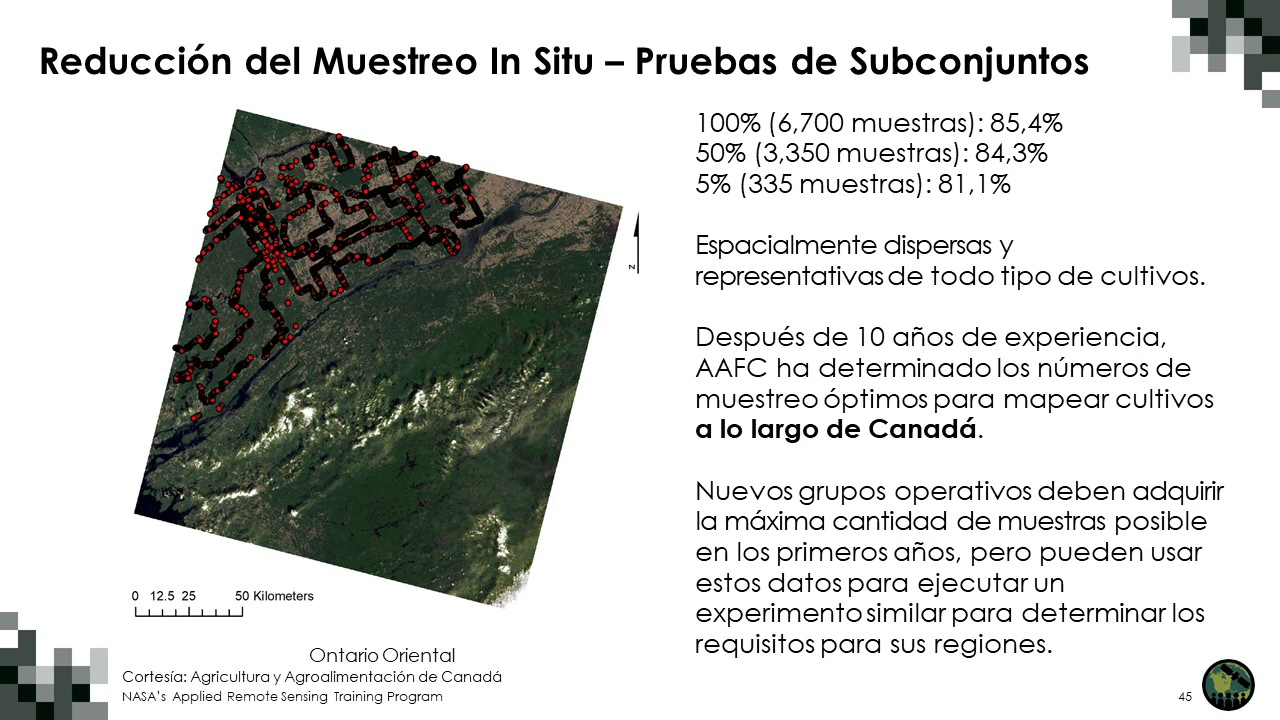 Reducción del Muestreo In Situ – Pruebas de Subconjuntos
100% (6,700 muestras): 85,4%
50% (3,350 muestras): 84,3%
5% (335 muestras): 81,1%
Espacialmente dispersas y
representativas de todo tipo de cultivos.
Después de 10 años de experiencia,
AAFC ha determinado los números de
muestreo óptimos para mapear cultivos
a lo largo de Canadá.
Nuevos grupos operativos deben adquirir
la máxima cantidad de muestras posible
en los primeros años, pero pueden usar
estos datos para ejecutar un
experimento similar para determinar los
requisitos para sus regiones.
N
0 12.5 25 50 Kilometers
Ontario Oriental
Cortesía: Agricultura y Agroalimentación de Canadá
NASA's Applied Remote Sensing Training Program
45